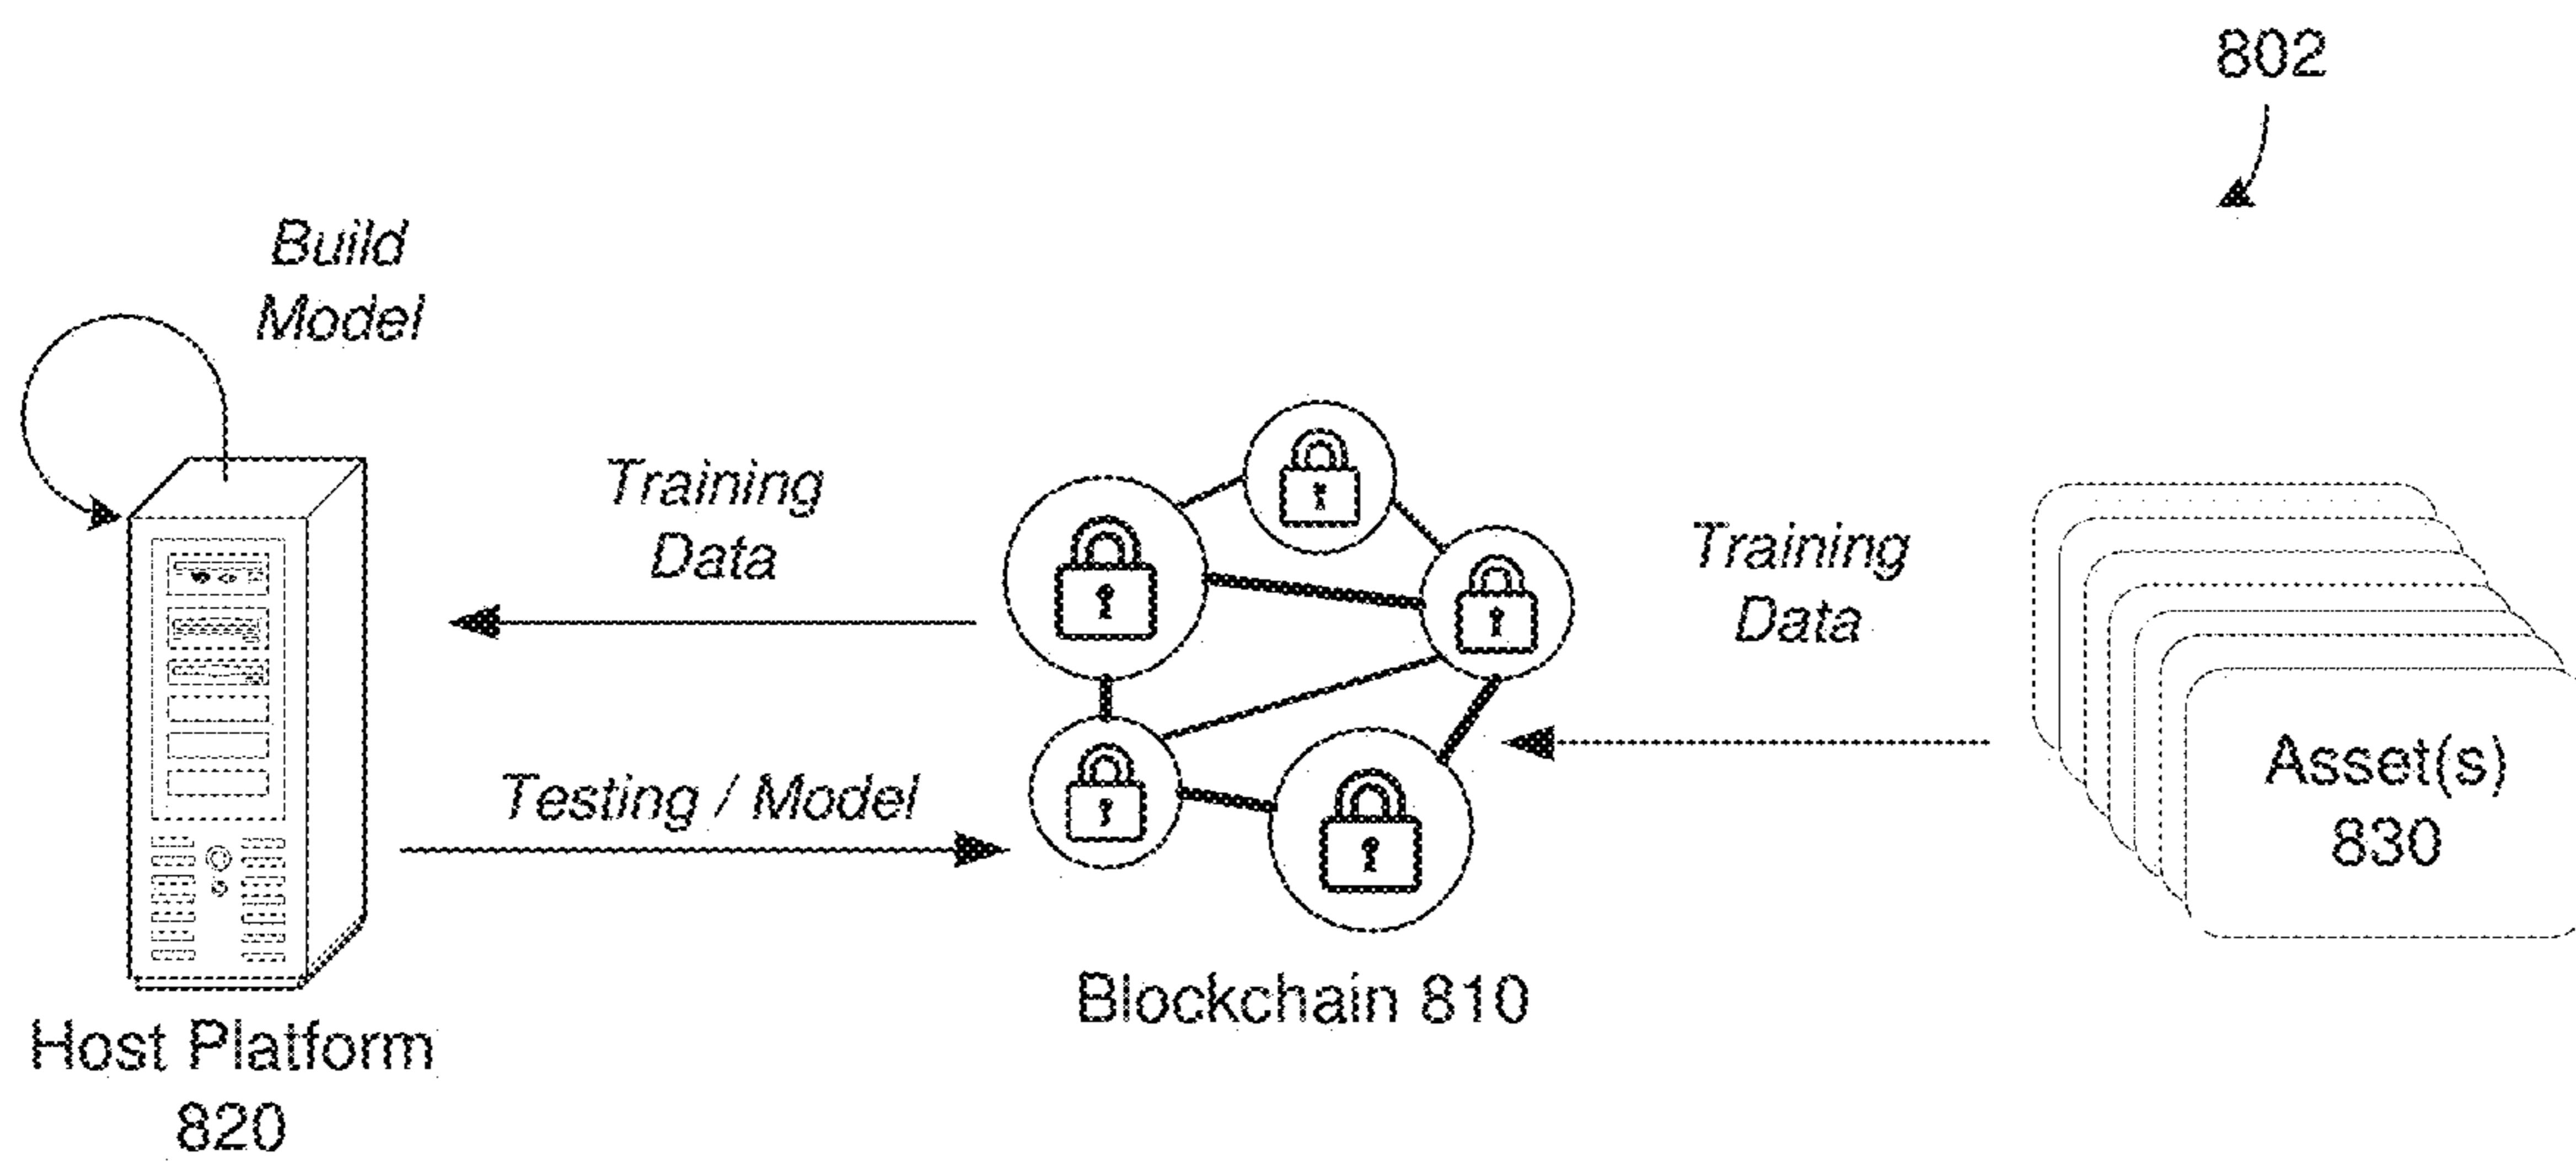 802
Build
Model
Training
Data
Training
Data
Testing / Model
Asset(s)
830
Blockchain 810
Host Platform
820